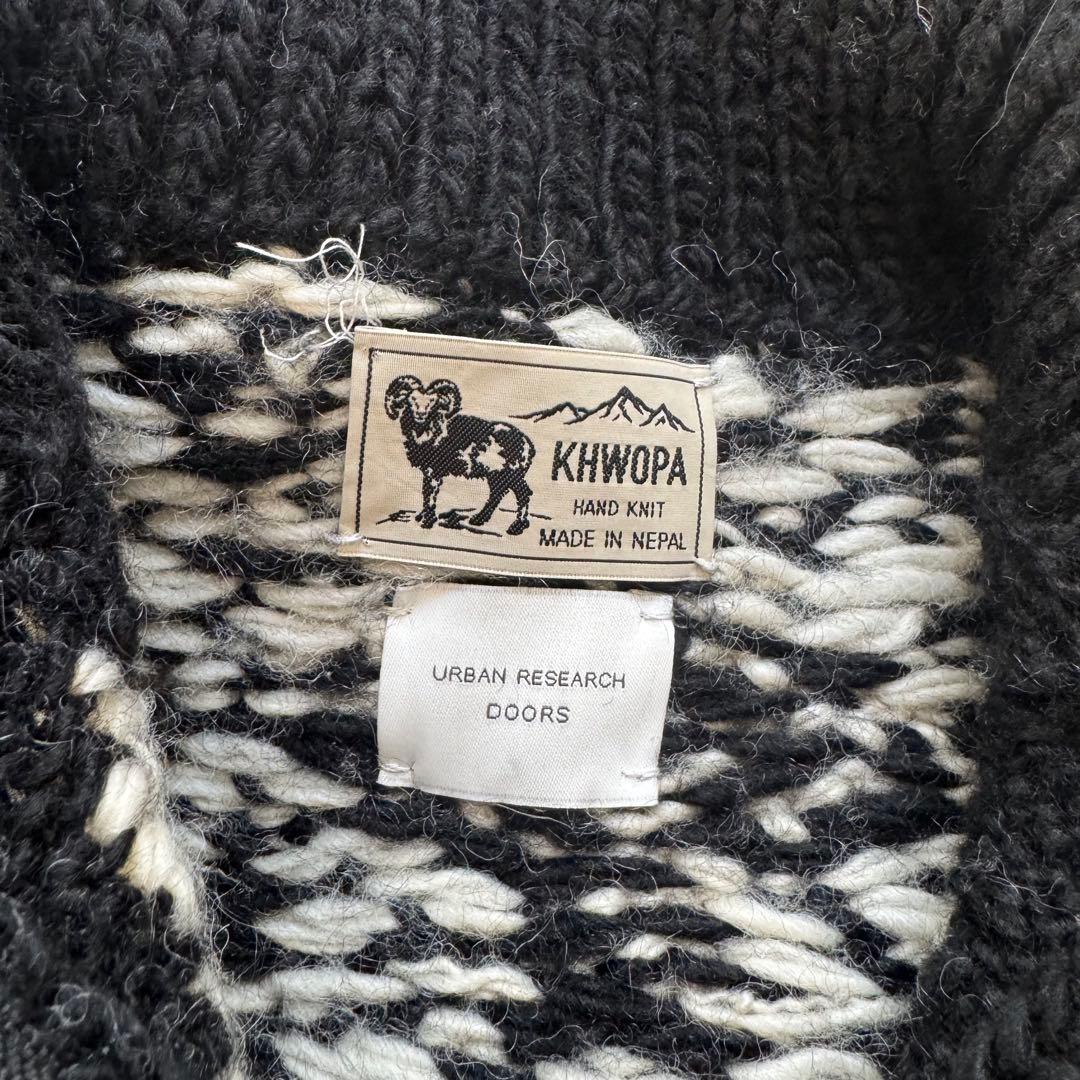 KHWOPA
HAND KNIT
MADE IN NEPAL
URBAN RESEARCH
DOORS